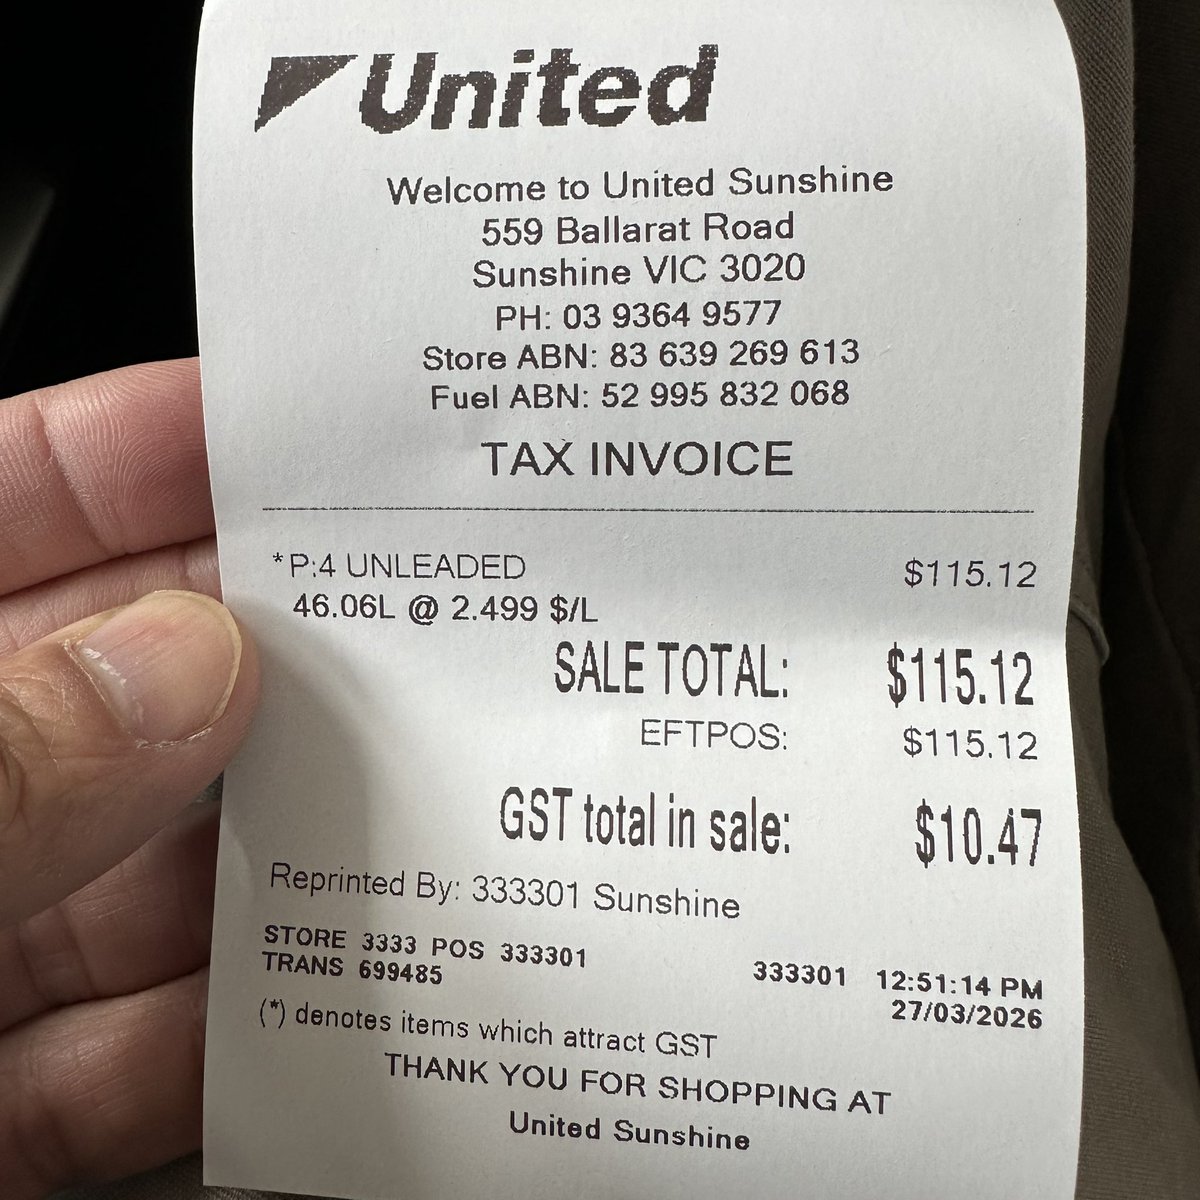 United
Welcome to United Sunshine
559 Ballarat Road
Sunshine VIC 3020
PH: 03 9364 9577
Store ABN: 83 639 269 613
Fuel ABN: 52 995 832 068
TAX INVOICE
*P:4 UNLEADED $115.12
46.06L @ 2.499 $/L
SALE TOTAL: $115.12
EFTPOS: $115.12
GST total in sale: $10.47
Reprinted By: 333301 Sunshine
STORE 3333 POS 333301 333301 12:51:14 PM
TRANS 699485 27/03/2026
(*) denotes items which attract GST
THANK YOU FOR SHOPPING AT
United Sunshine